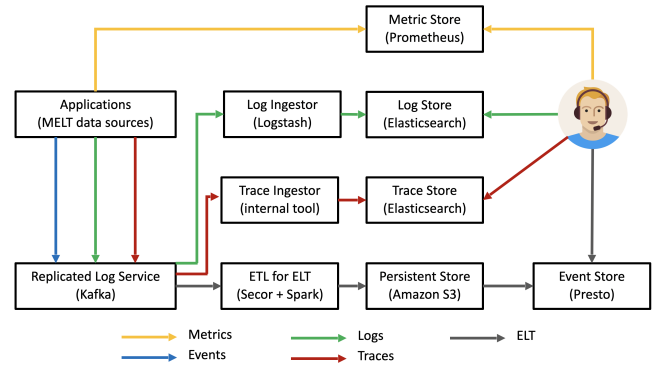 Metric Store
(Prometheus)
Applications
(MELT data sources)
Log Ingestor
(Logstash)
Log Store
(Elasticsearch)
Trace Ingestor
(internal tool)
Trace Store
(Elasticsearch)
Replicated Log Service
(Kafka)
ETL for ELT
(Secor + Spark)
Persistent Store
(Amazon S3)
Event Store
(Presto)
Metrics
Logs
ELT
Events
Traces